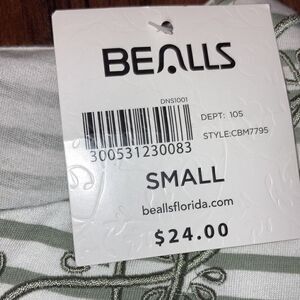 BEALLS
DNS1001
DEPT: 105
STYLE:CBM7795
300531230083
SMALL
beallsflorida.com
$24.00